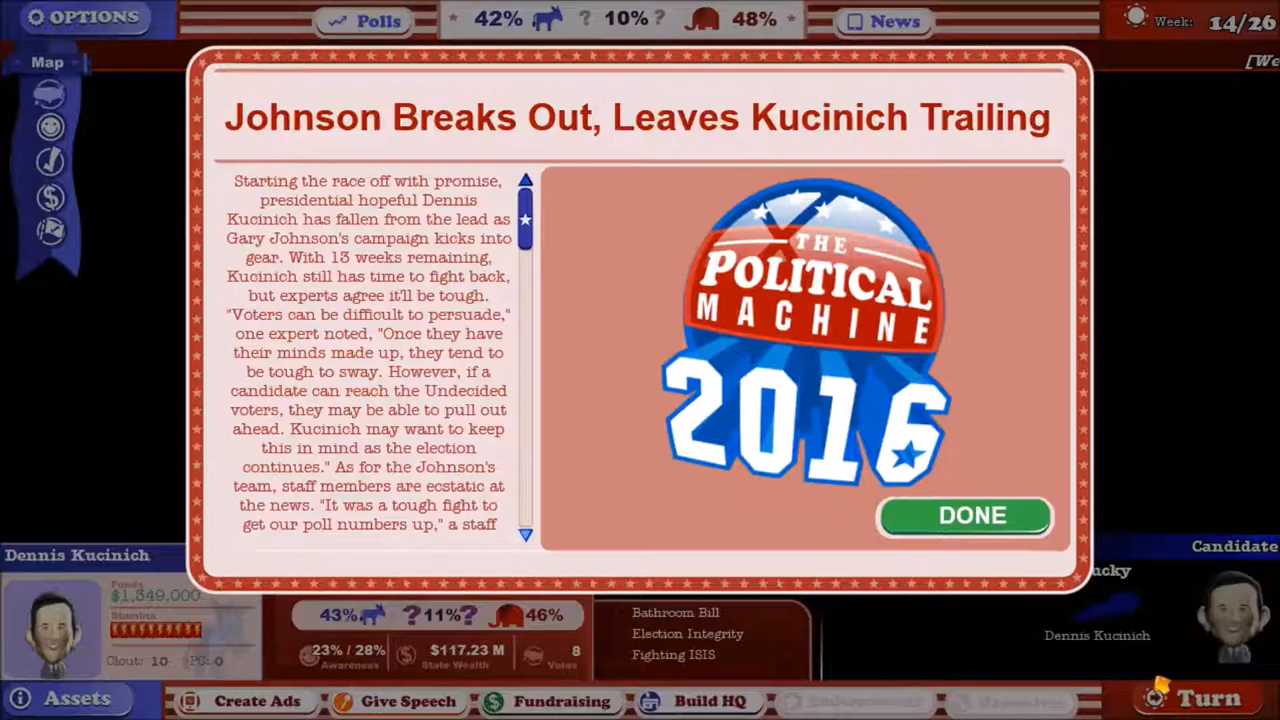 OPTIONS
Polls
42% ? 10% ? 48%
News
Week: 14/26
[We
Map
Johnson Breaks Out, Leaves Kucinich Trailing
Starting the race off with promise,
presidential hopeful Dennis
Kucinich has fallen from the lead as
Gary Johnson's campaign kicks into
gear. With 13 weeks remaining,
Kucinich still has time to fight back,
but experts agree it'll be tough.
"Voters can be difficult to persuade,"
one expert noted, "Once they have
their minds made up, they tend to
be tough to sway. However, if a
candidate can reach the Undecided
voters, they may be able to pull out
ahead. Kucinich may want to keep
this in mind as the election
continues." As for the Johnson's
team, staff members are ecstatic at
the news. "It was a tough fight to
get our poll numbers up," a staff
THE
POLITICAL
MACHINE
2016
DONE
Dennis Kucinich
Funds
$1,349,000
Stamina
Clout: 10 PC: 0
43% ? 11% ? 46%
23% / 28%
Awareness
$117.23 M
State Wealth
8
Votes
Bathroom Bill
Election Integrity
Fighting ISIS
Candidate
ucky
Dennis Kucinich
Assets
Create Ads
Give Speech
Fundraising
Build HQ
Turn